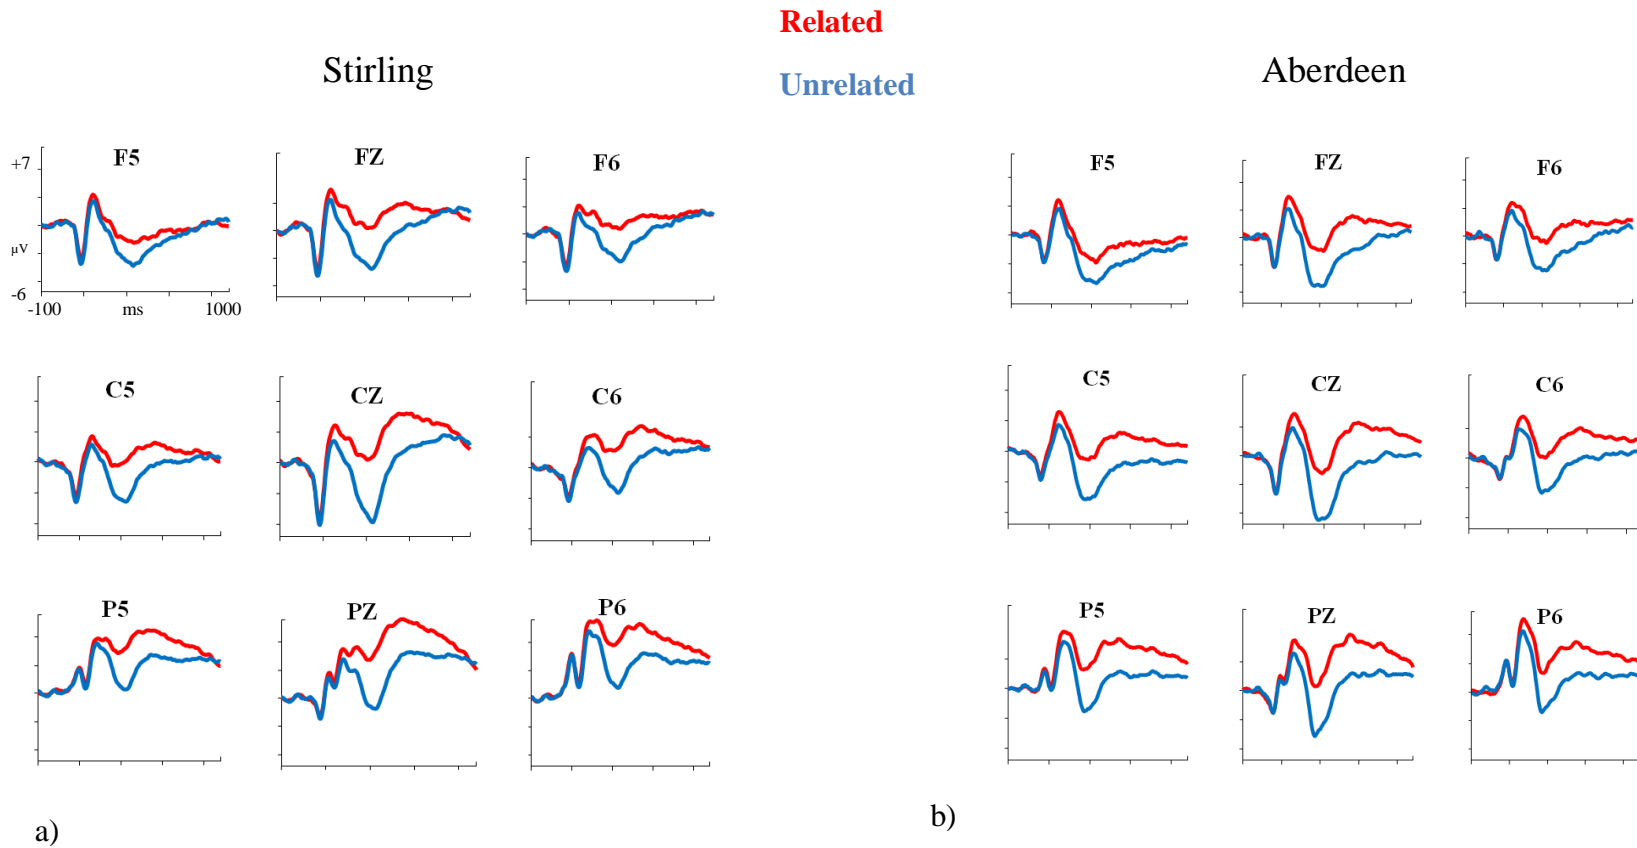 Related
Unrelated
Stirling
Aberdeen
F5
FZ
F6
+7
µV
-6
-100 ms 1000
C5
CZ
C6
P5
PZ
P6
a)
F5
FZ
F6
C5
CZ
C6
P5
PZ
P6
b)